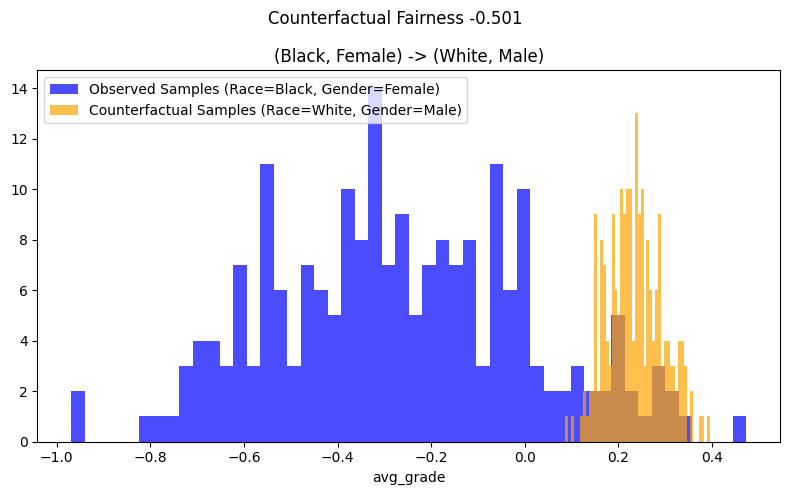 Counterfactual Fairness -0.501
(Black, Female) -> (White, Male)
Observed Samples (Race=Black, Gender=Female)
Counterfactual Samples (Race=White, Gender=Male)
14
12
10
8
6
4
2
0
−1.0 −0.8 −0.6 −0.4 −0.2 0.0 0.2 0.4
avg_grade